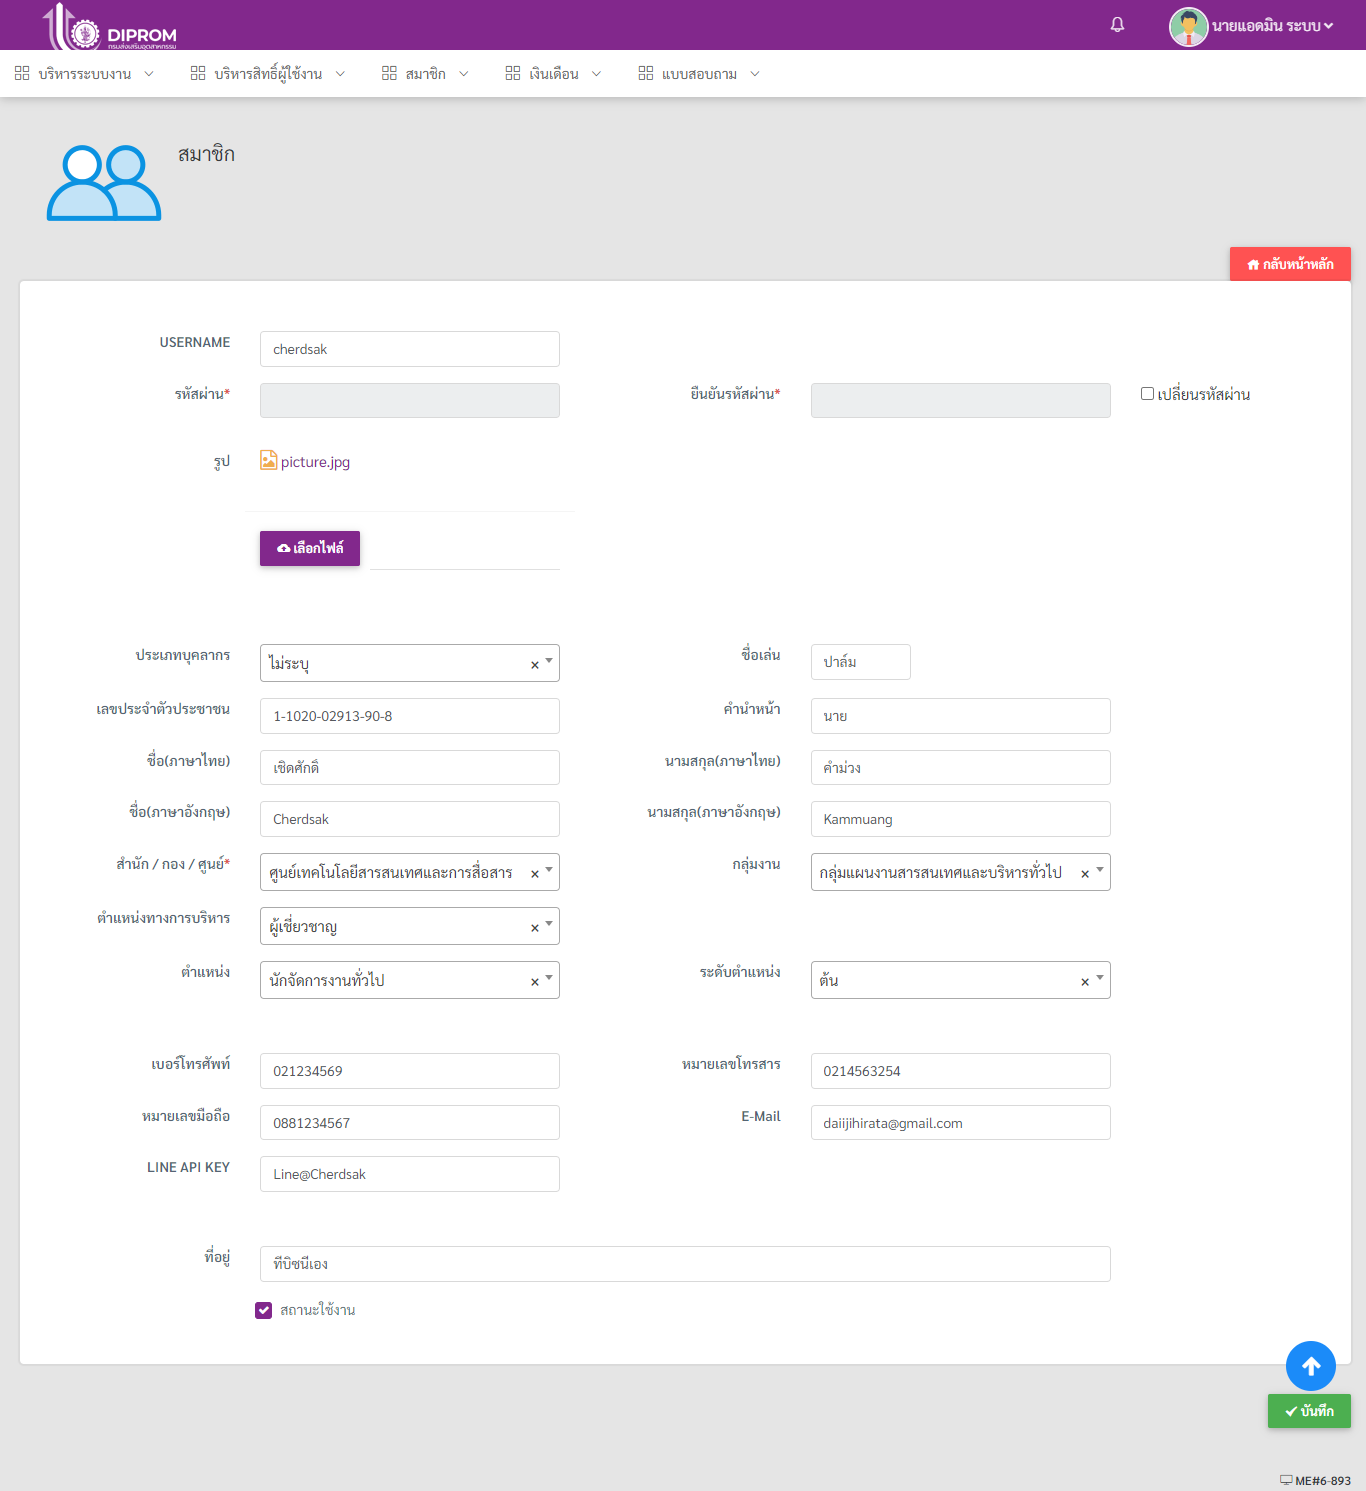 DIPROM
กรมส่งเสริมอุตสาหกรรม
นายแอดมิน ระบบ
บริหารระบบงาน บริหารสิทธิ์ผู้ใช้งาน สมาชิก เงินเดือน แบบสอบถาม
สมาชิก
กลับหน้าหลัก
USERNAME cherdsak
รหัสผ่าน* ยืนยันรหัสผ่าน* เปลี่ยนรหัสผ่าน
รูป picture.jpg
เลือกไฟล์
ประเภทบุคลากร ไม่ระบุ × ชื่อเล่น ปาล์ม
เลขประจำตัวประชาชน 1-1020-02913-90-8 คำนำหน้า นาย
ชื่อ(ภาษาไทย) เชิดศักดิ์ นามสกุล(ภาษาไทย) คำม่วง
ชื่อ(ภาษาอังกฤษ) Cherdsak นามสกุล(ภาษาอังกฤษ) Kammuang
สำนัก / กอง / ศูนย์* ศูนย์เทคโนโลยีสารสนเทศและการสื่อสาร × กลุ่มงาน กลุ่มแผนงานสารสนเทศและบริหารทั่วไป ×
ตำแหน่งทางการบริหาร ผู้เชี่ยวชาญ ×
ตำแหน่ง นักจัดการงานทั่วไป × ระดับตำแหน่ง ต้น ×
เบอร์โทรศัพท์ 021234569 หมายเลขโทรสาร 0214563254
หมายเลขมือถือ 0881234567 E-Mail daiijihirata@gmail.com
LINE API KEY Line@Cherdsak
ที่อยู่ ทีบิซนีเอง
สถานะใช้งาน
บันทึก
ME#6-893